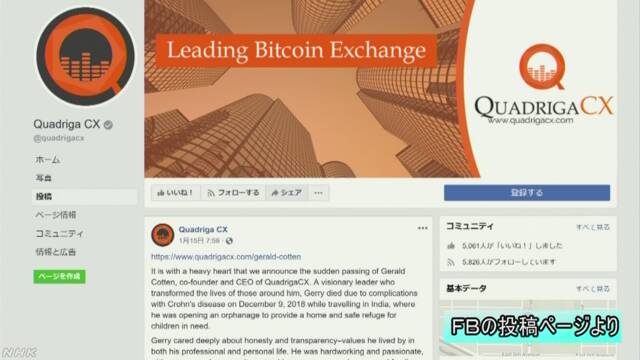 Leading Bitcoin Exchange
QUADRIGACX
www.quadrigacx.com
Quadriga CX
@quadrigacx
ホーム
写真
投稿
ページ情報
コミュニティ
情報と広告
ページを作成
いいね!
フォローする
シェア
登録する
Quadriga CX
1月15日 7:59
https://www.quadrigacx.com/gerald-cotten
It is with a heavy heart that we announce the sudden passing of Gerald
Cotten, co-founder and CEO of QuadrigaCX. A visionary leader who
transformed the lives of those around him, Gerry died due to complications
with Crohn's disease on December 9, 2018 while travelling in India, where
he was opening an orphanage to provide a home and safe refuge for
children in need.
Gerry cared deeply about honesty and transparency–values he lived by in
both his professional and personal life. He was hardworking and passionate,
コミュニティ すべて見る
5,061人が「いいね!」しました
5,826人がフォローしています
基本データ すべて見る
FBの投稿ページより
NHK